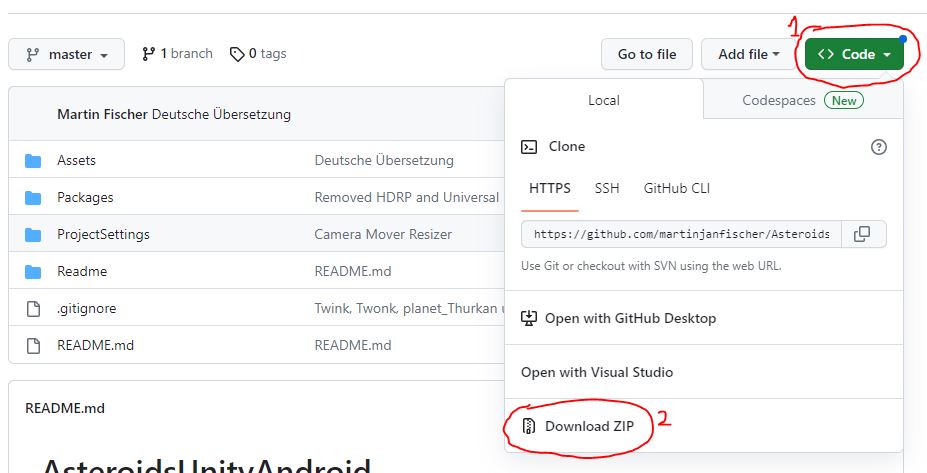 1
master 1 branch 0 tags Go to file Add file <> Code
Martin Fischer Deutsche Übersetzung
Local Codespaces New
Assets Deutsche Übersetzung
Clone
Packages Removed HDRP and Universal
HTTPS SSH GitHub CLI
ProjectSettings Camera Mover Resizer
https://github.com/martinjanfischer/Asteroids
Readme README.md
Use Git or checkout with SVN using the web URL.
.gitignore Twink, Twonk, planet_Thurkan
Open with GitHub Desktop
README.md README.md
Open with Visual Studio
README.md
2
Download ZIP
AsteroidsUnityAndroid